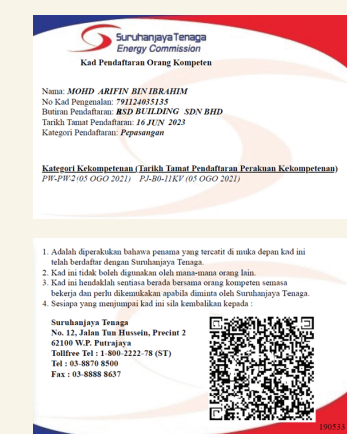 Suruhanjaya Tenaga
Energy Commission
Kad Pendaftaran Orang Kompeten
Nama: MOHD ARIFIN BIN IBRAHIM
No Kad Pengenalan: 791124035135
Butiran Pendaftaran: BSD BUILDING SDN BHD
Tarikh Tamat Pendaftaran: 16 JUN 2023
Kategori Pendaftaran: Pepasangan
Kategori Kekompetenan (Tarikh Tamat Pendaftaran Perakuan Kekompetenan)
PW-PW2 (05 OGO 2021) PJ-B0-11KV (05 OGO 2021)
1. Adalah diperakukan bahawa penama yang tercatit di muka depan kad ini
telah berdaftar dengan Suruhanjaya Tenaga.
2. Kad ini tidak boleh digunakan oleh mana-mana orang lain.
3. Kad ini hendaklah sentiasa berada bersama orang kompeten semasa
bekerja dan perlu dikemukakan apabila diminta oleh Suruhanjaya Tenaga.
4. Sesiapa yang menjumpai kad ini sila kembalikan kepada :
Suruhanjaya Tenaga
No. 12, Jalan Tun Hussein, Precint 2
62100 W.P. Putrajaya
Tollfree Tel : 1-800-2222-78 (ST)
Tel : 03-8870 8500
Fax : 03-8888 8637
190533